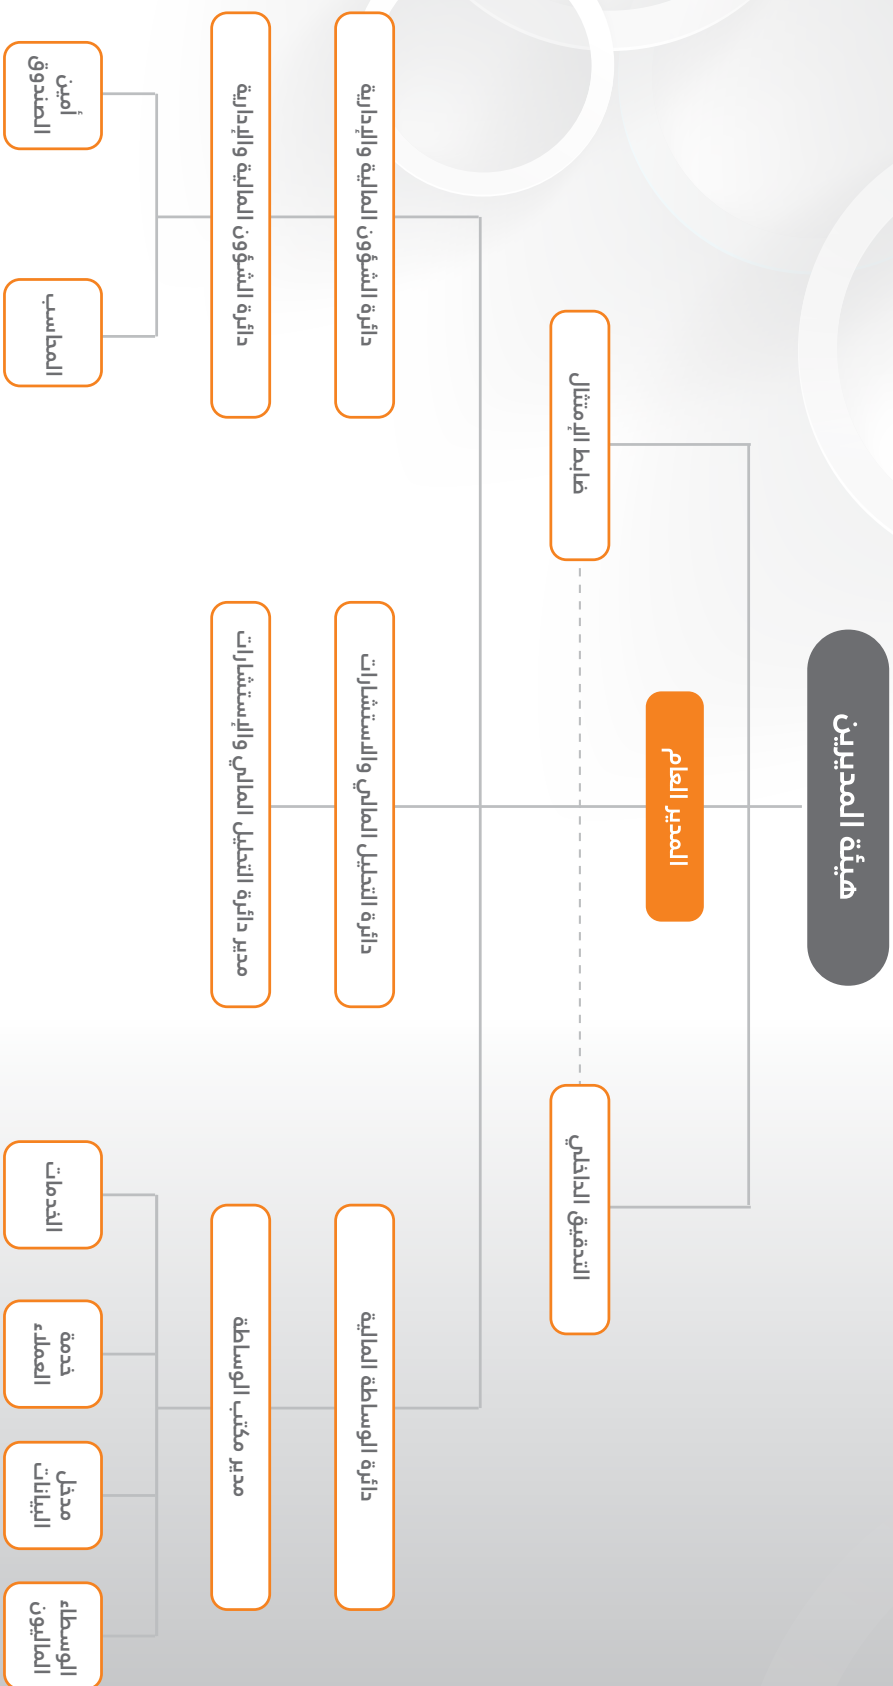 هيئة المديرين
المدير العام
التدقيق الداخلي
ضابط الإمتثال
دائرة الوساطة المالية
دائرة التحليل المالي والاستشارات
دائرة الشؤون المالية والإدارية
مدير مكتب الوساطة
مدير دائرة التحليل المالي والإستشارات
دائرة الشؤون المالية والإدارية
الوسطاء
الماليون
مدخل
البيانات
خدمة
العملاء
الخدمات
المحاسب
أمين
الصندوق